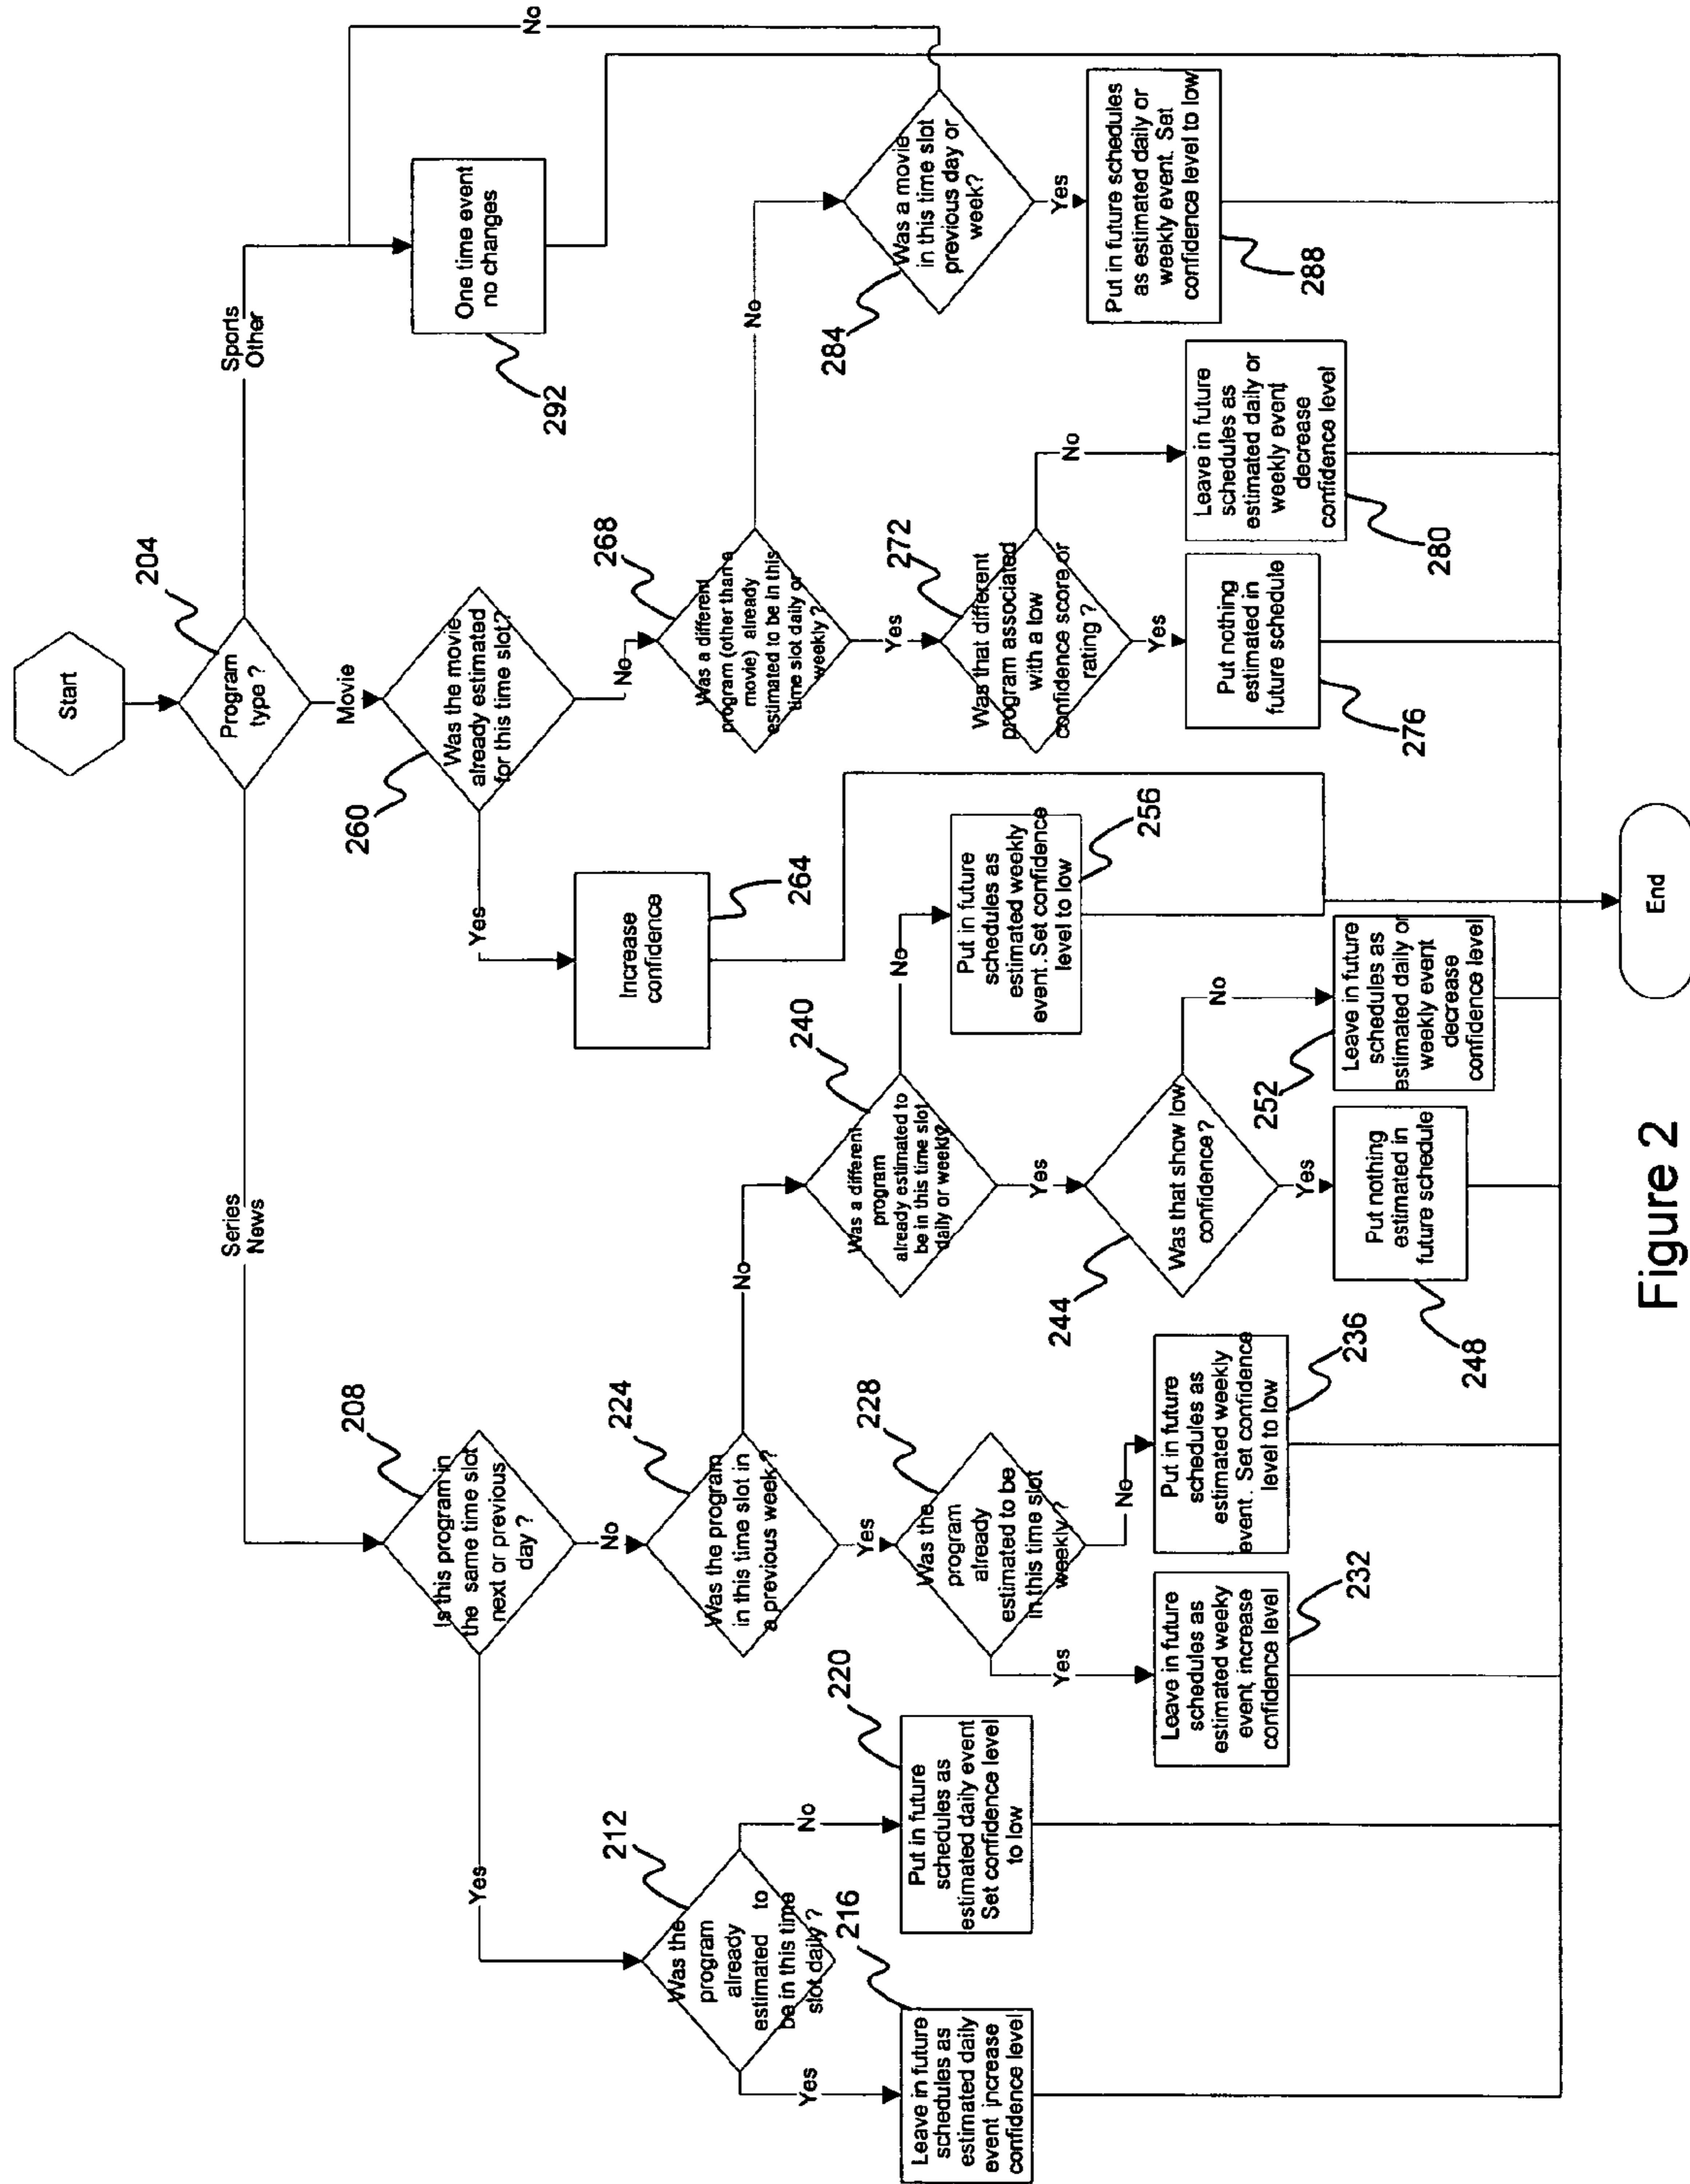 Start
204
Program
type ?
Series
News
Movie
Sports
Other
208
Is this program in
the same time slot
next or previous
day ?
Yes
No
212
Was the
program
already
estimated to
be in this time
slot daily ?
Yes
No
216
Leave in future
schedules as
estimated daily
event increase
confidence level
220
Put in future
schedules as
estimated daily event
Set confidence level
to low
224
Was the program
in this time slot in
a previous week ?
Yes
No
228
Was the
program
already
estimated to be
in this time slot
weekly ?
Yes
No
232
Leave in future
schedules as
estimated weeky
event, increase
confidence level
236
Put in future
schedules as
estimated weekly
event . Set confidence
level to low
240
Was a different
program
already estimated to
be in this time slot
daily or weekly?
Yes
No
244
Was that show low
confidence ?
Yes
No
248
Put nothing
estimated in
future schedule
252
Leave in future
schedules as
estimated daily or
weekly event
decrease
confidence level
256
Put in future
schedules as
estimated weekly
event . Set confidence
level to low
260
Was the movie
already estimated
for this time slot?
Yes
No
264
Increase
confidence
268
Was a different
program (other than a
movie) already
estimated to be in this
time slot daily or
weekly ?
Yes
No
272
Was that different
program associated
with a low
confidence score or
rating ?
Yes
No
276
Put nothing
estimated in
future schedule
280
Leave in future
schedules as
estimated daily or
weekly event
decrease
confidence level
284
Was a movie
in this time slot
previous day or
week?
Yes
No
288
Put in future schedules
as estimated daily or
weekly event. Set
confidence level to low
292
One time event
no changes
End
Figure 2